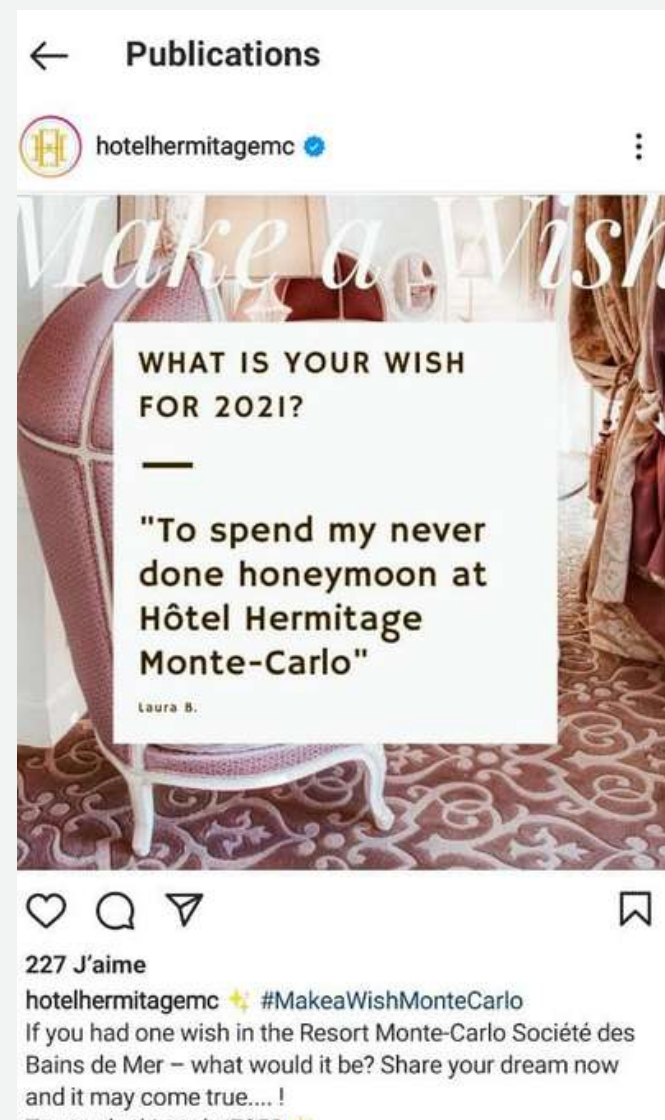 Publications
hotelhermitagemc
Make a Wish
WHAT IS YOUR WISH
FOR 2021?
"To spend my never
done honeymoon at
Hôtel Hermitage
Monte-Carlo"
Laura B.
227 J'aime
hotelhermitagemc ✨ #MakeaWishMonteCarlo
If you had one wish in the Resort Monte-Carlo Société des
Bains de Mer – what would it be? Share your dream now
and it may come true.... !